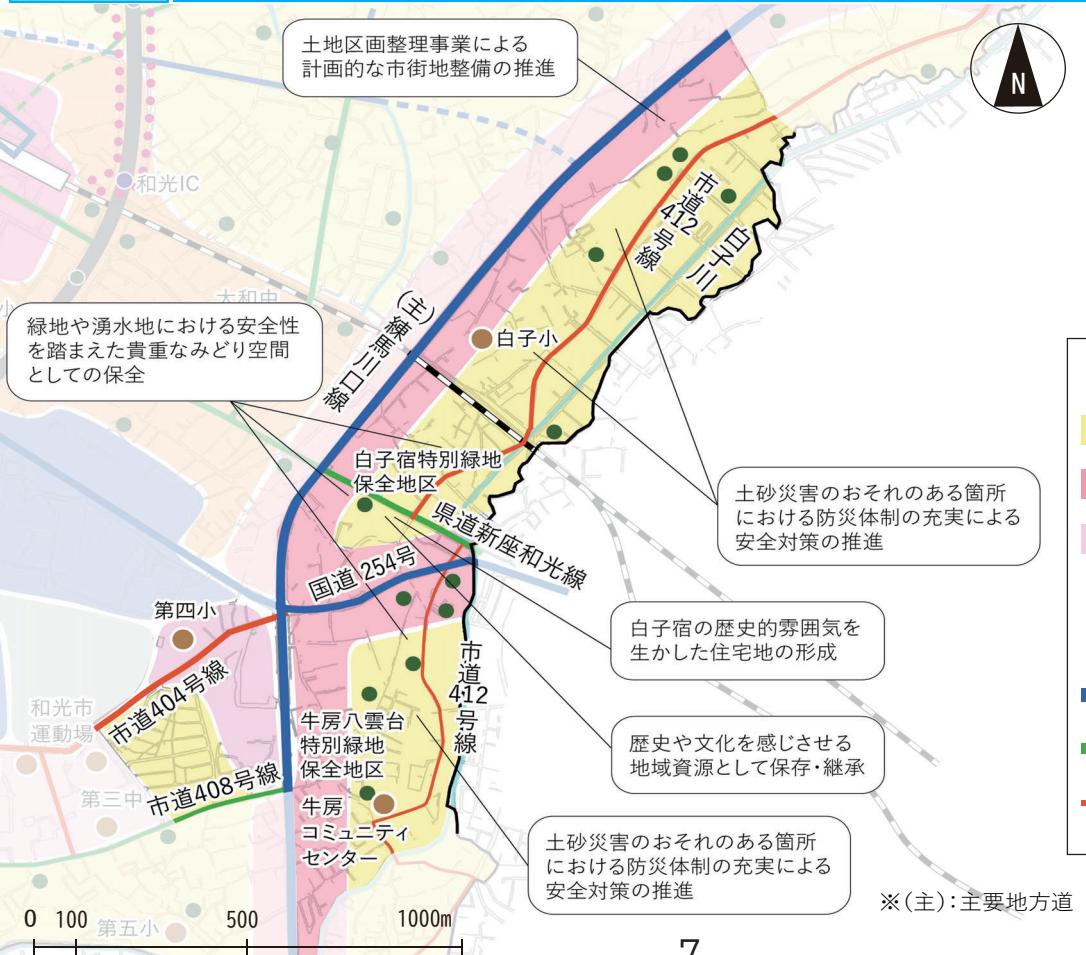 土地区画整理事業による
計画的な市街地整備の推進
N
和光IC
市道412号線
白子川
大和中
小
(主)練馬川口線
緑地や湧水地における安全性
を踏まえた貴重なみどり空間
としての保全
白子小
白子宿特別緑地
保全地区
県道新座和光線
土砂災害のおそれのある箇所
における防災体制の充実による
安全対策の推進
国道254号
第四小
白子宿の歴史的雰囲気を
生かした住宅地の形成
市道404号線
和光市
運動場
市道412号線
牛房八雲台
特別緑地
保全地区
歴史や文化を感じさせる
地域資源として保存・継承
市道408号線
第三中
牛房
コミュニティ
センター
土砂災害のおそれのある箇所
における防災体制の充実による
安全対策の推進
※(主):主要地方道
第五小
0 100 500 1000m
7